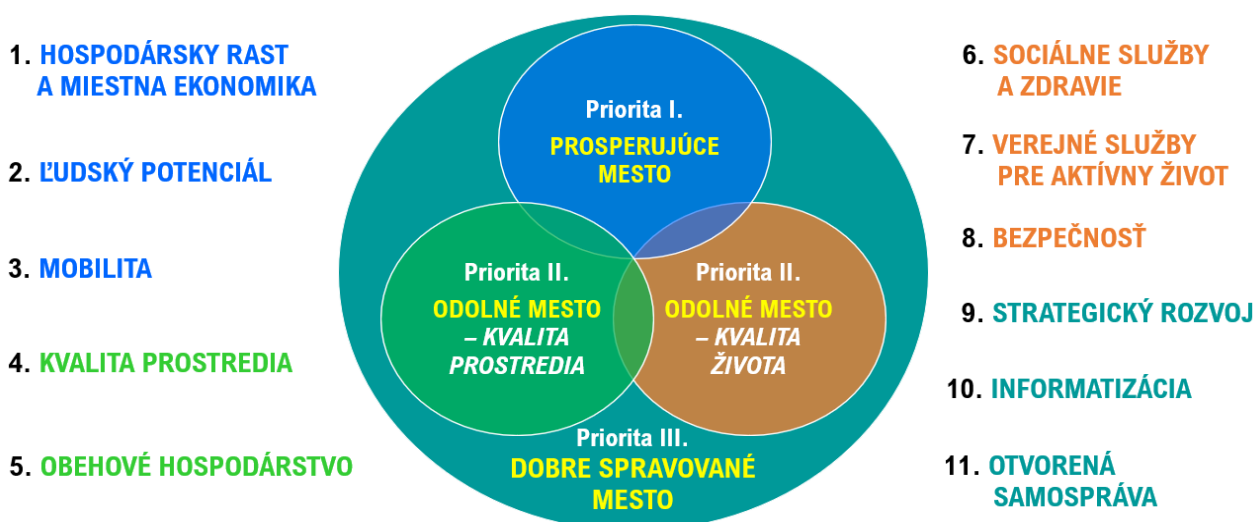 1. HOSPODÁRSKY RAST
A MIESTNA EKONOMIKA
2. ĽUDSKÝ POTENCIÁL
3. MOBILITA
4. KVALITA PROSTREDIA
5. OBEHOVÉ HOSPODÁRSTVO
Priorita I.
PROSPERUJÚCE
MESTO
Priorita II.
ODOLNÉ MESTO
– KVALITA
PROSTREDIA
Priorita II.
ODOLNÉ MESTO
– KVALITA
ŽIVOTA
Priorita III.
DOBRE SPRAVOVANÉ
MESTO
6. SOCIÁLNE SLUŽBY
A ZDRAVIE
7. VEREJNÉ SLUŽBY
PRE AKTÍVNY ŽIVOT
8. BEZPEČNOSŤ
9. STRATEGICKÝ ROZVOJ
10. INFORMATIZÁCIA
11. OTVORENÁ
SAMOSPRÁVA